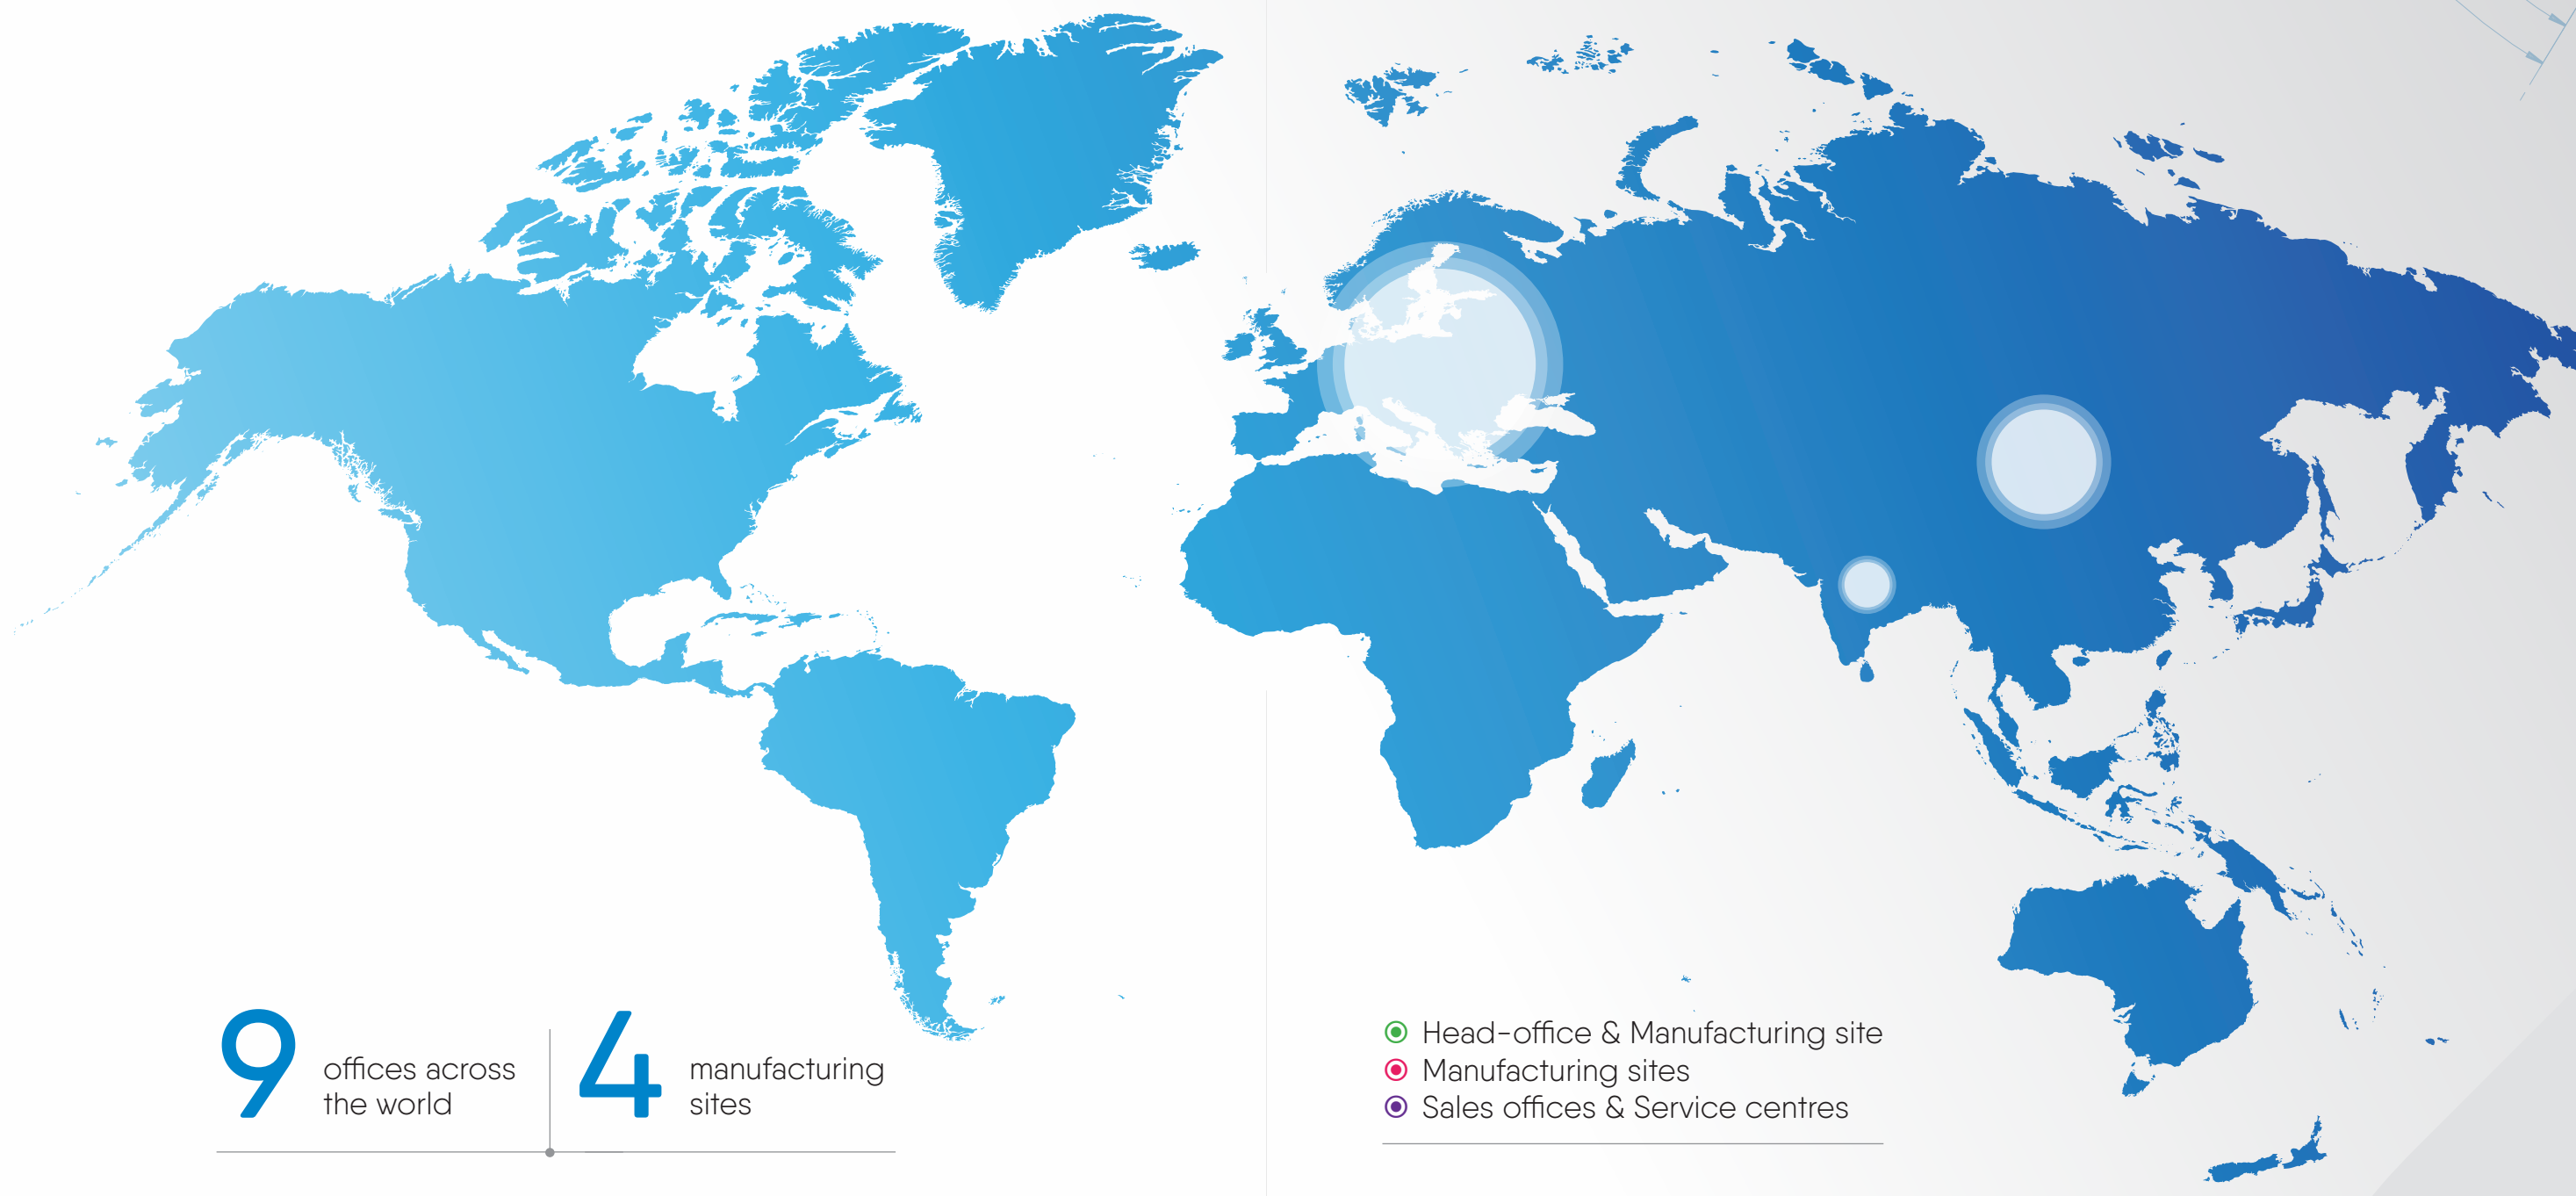 9
offices across
the world
4
manufacturing
sites
Head-office & Manufacturing site
Manufacturing sites
Sales offices & Service centres